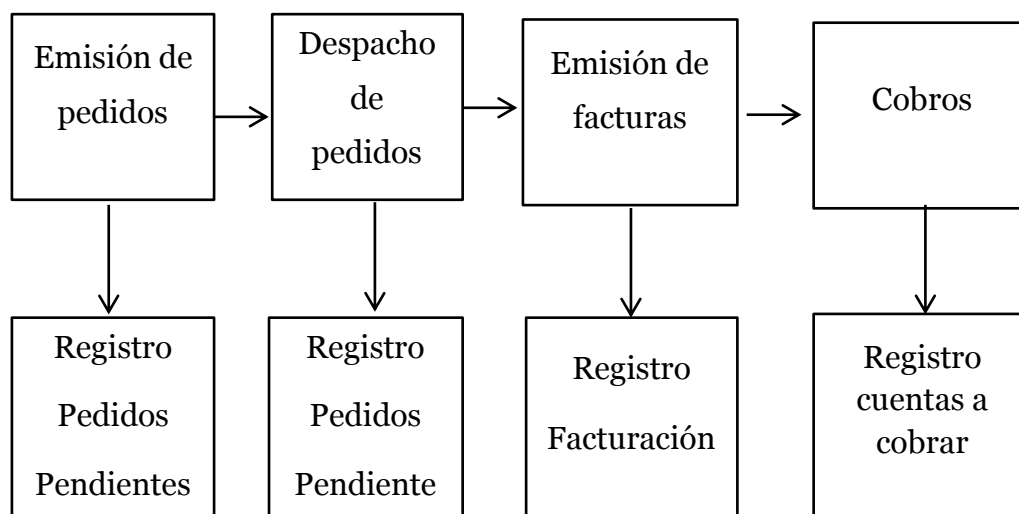 Emisión de
pedidos
Despacho
de
pedidos
Emisión de
facturas
Cobros
Registro
Pedidos
Pendientes
Registro
Pedidos
Pendiente
Registro
Facturación
Registro
cuentas a
cobrar